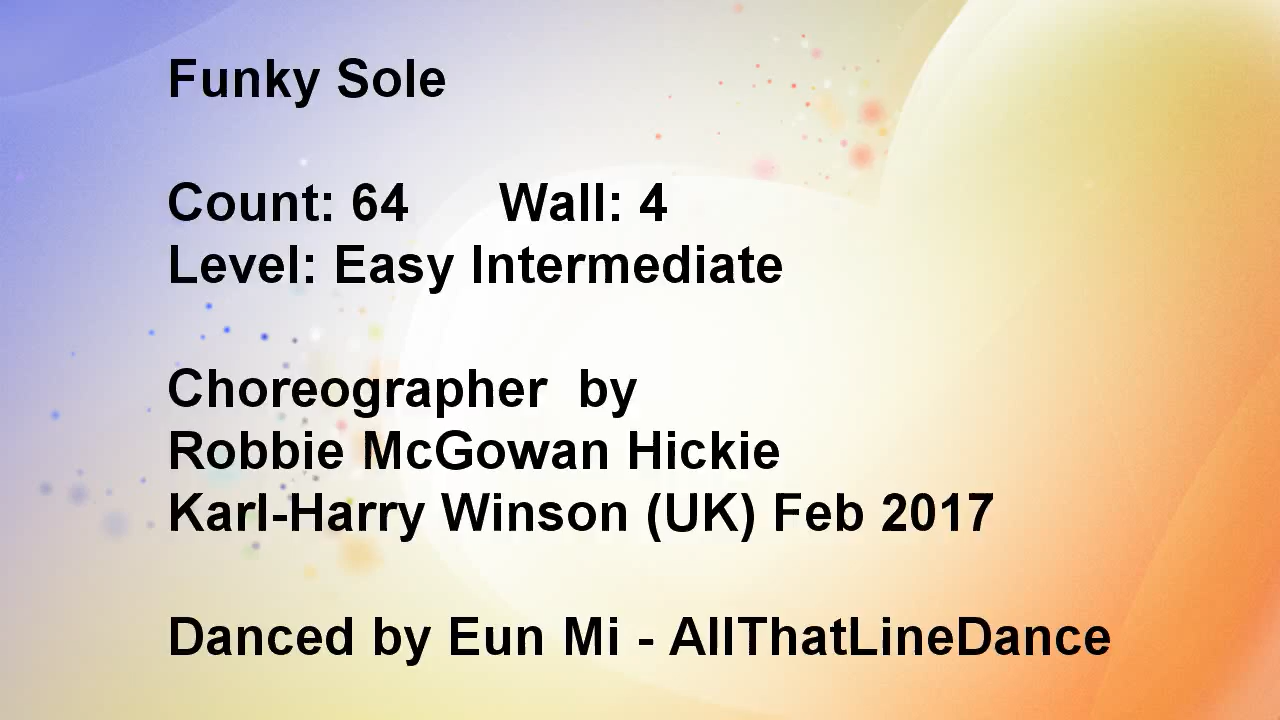 Funky Sole
Count: 64 Wall: 4
Level: Easy Intermediate
Choreographer by
Robbie McGowan Hickie
Karl-Harry Winson (UK) Feb 2017
Danced by Eun Mi - AllThatLineDance